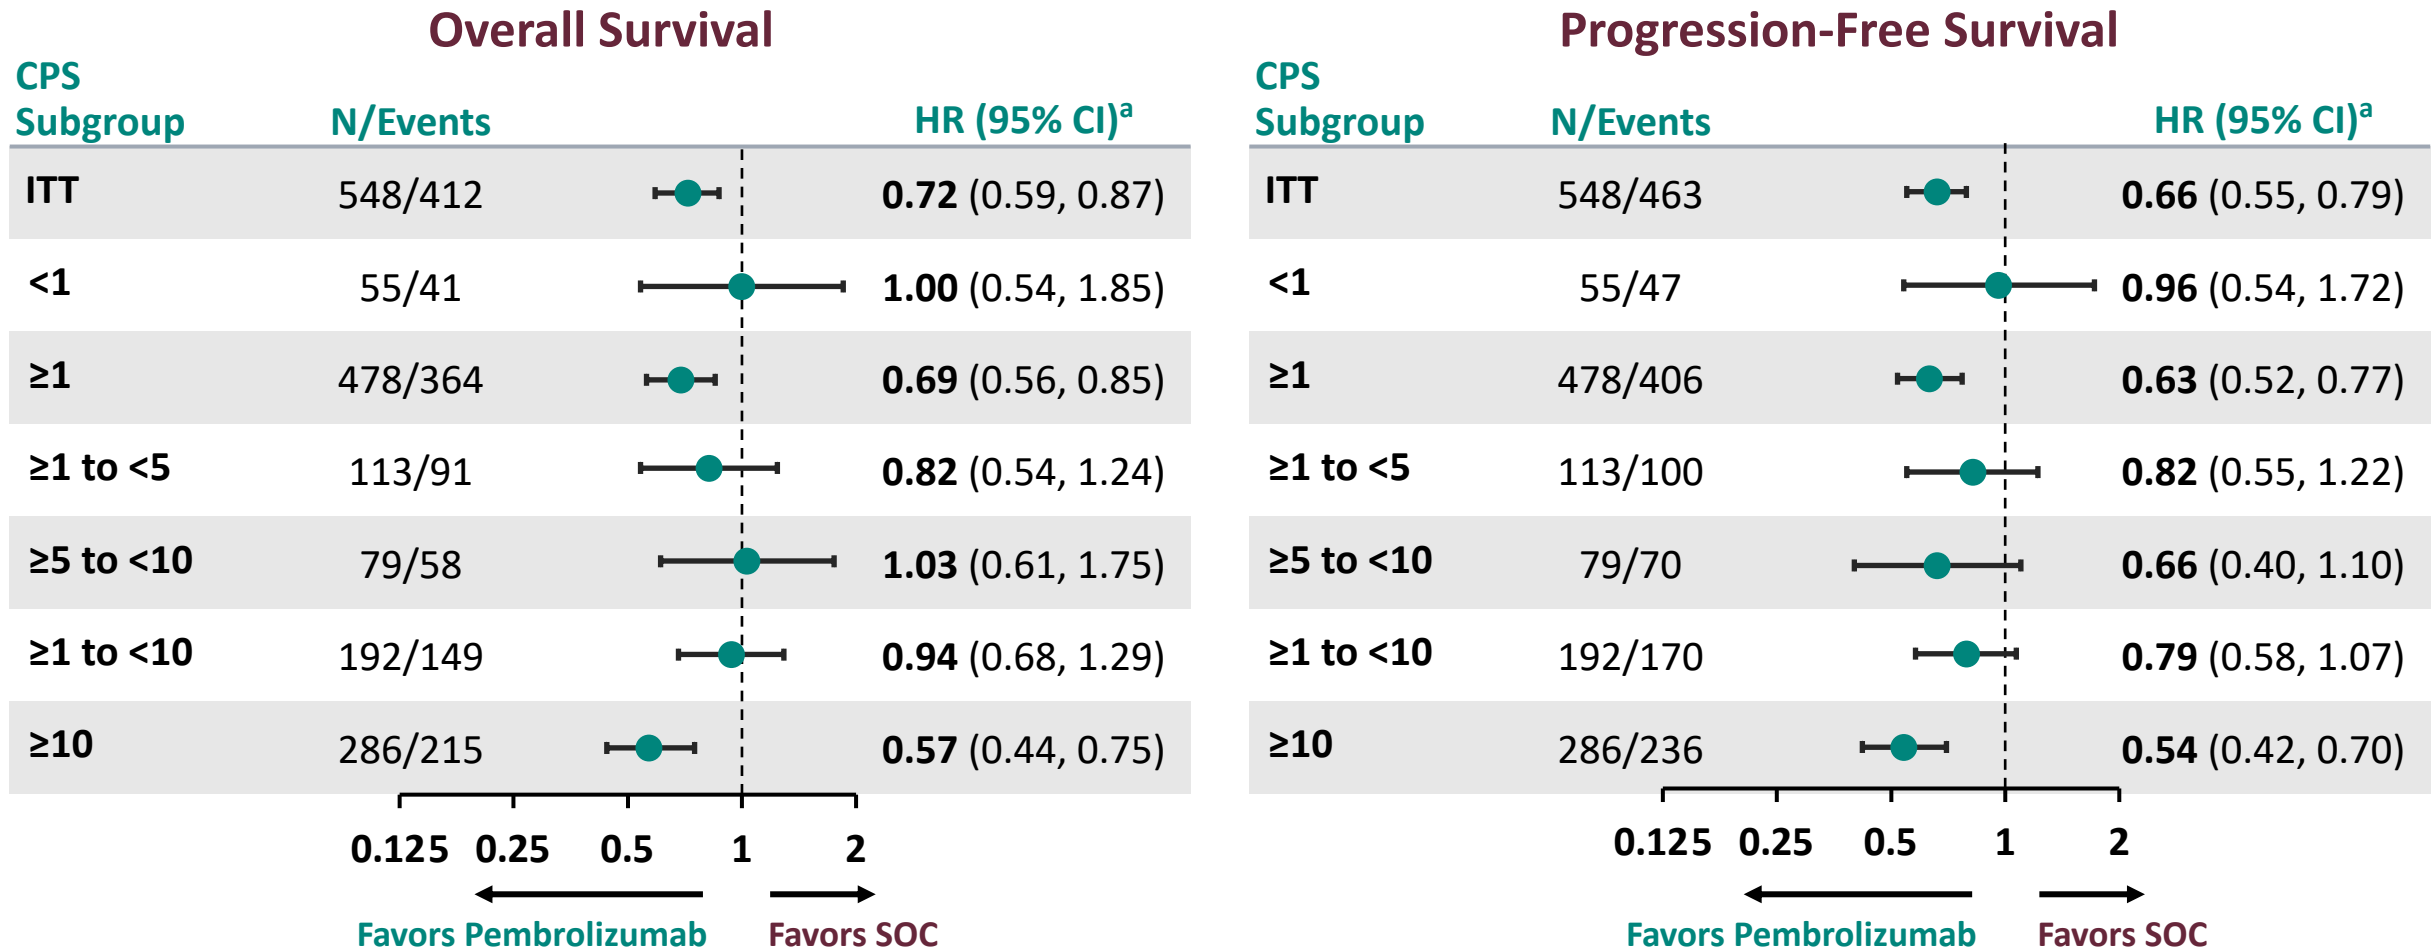 Overall Survival
CPS
Subgroup N/Events HR (95% CI)a
ITT 548/412 0.72 (0.59, 0.87)
<1 55/41 1.00 (0.54, 1.85)
≥1 478/364 0.69 (0.56, 0.85)
≥1 to <5 113/91 0.82 (0.54, 1.24)
≥5 to <10 79/58 1.03 (0.61, 1.75)
≥1 to <10 192/149 0.94 (0.68, 1.29)
≥10 286/215 0.57 (0.44, 0.75)
0.125 0.25 0.5 1 2
Favors Pembrolizumab Favors SOC
Progression-Free Survival
CPS
Subgroup N/Events HR (95% CI)a
ITT 548/463 0.66 (0.55, 0.79)
<1 55/47 0.96 (0.54, 1.72)
≥1 478/406 0.63 (0.52, 0.77)
≥1 to <5 113/100 0.82 (0.55, 1.22)
≥5 to <10 79/70 0.66 (0.40, 1.10)
≥1 to <10 192/170 0.79 (0.58, 1.07)
≥10 286/236 0.54 (0.42, 0.70)
0.125 0.25 0.5 1 2
Favors Pembrolizumab Favors SOC